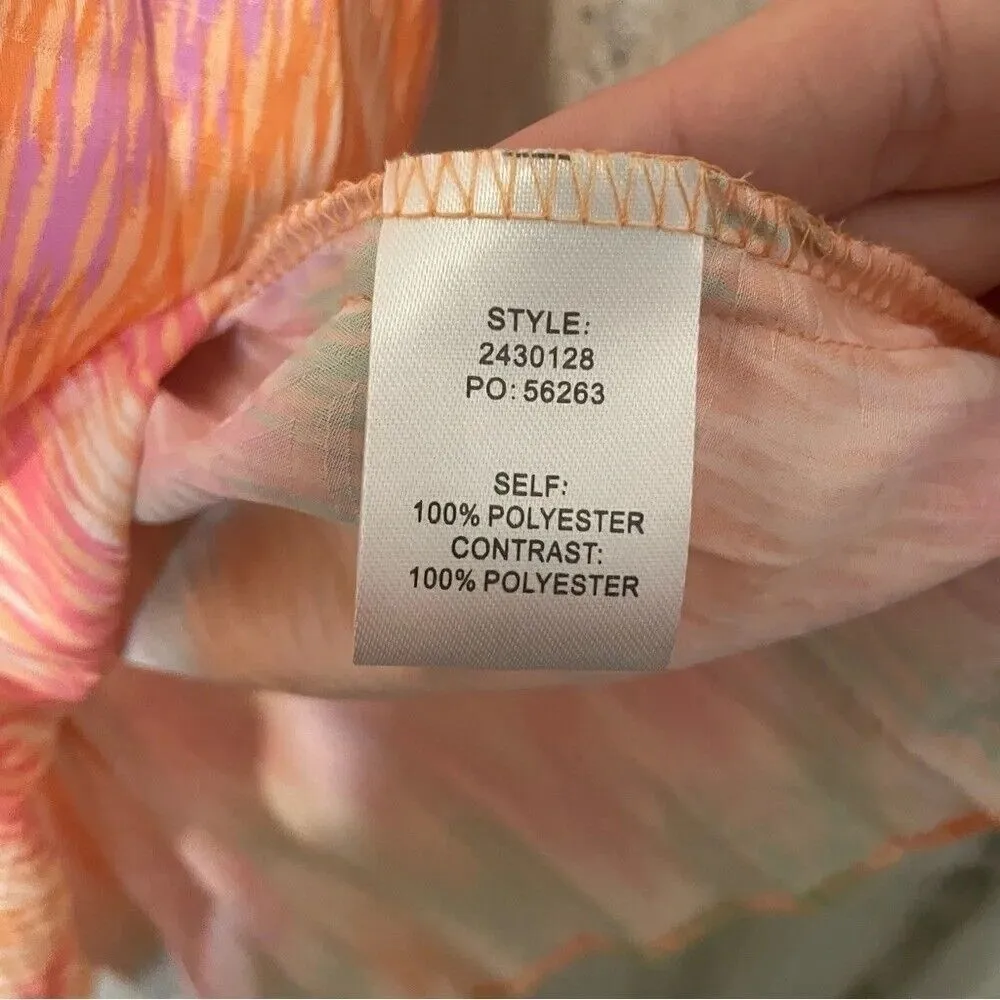 STYLE:
2430128
PO: 56263
SELF:
100% POLYESTER
CONTRAST:
100% POLYESTER